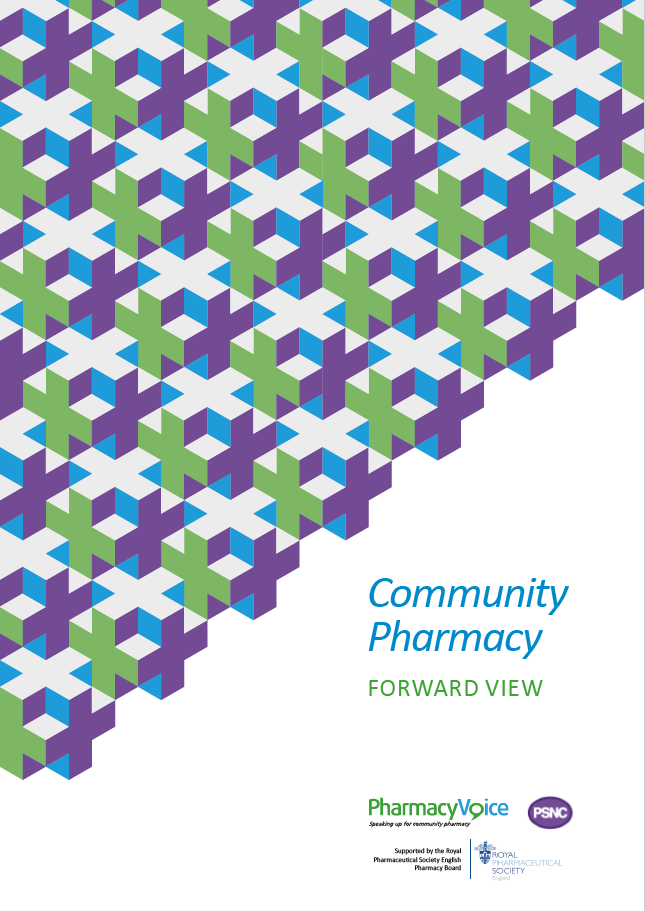 Community
Pharmacy
FORWARD VIEW
PharmacyVoice
Speaking up for community pharmacy
PSNC
Supported by the Royal
Pharmaceutical Society English
Pharmacy Board
ROYAL
PHARMACEUTICAL
SOCIETY
England